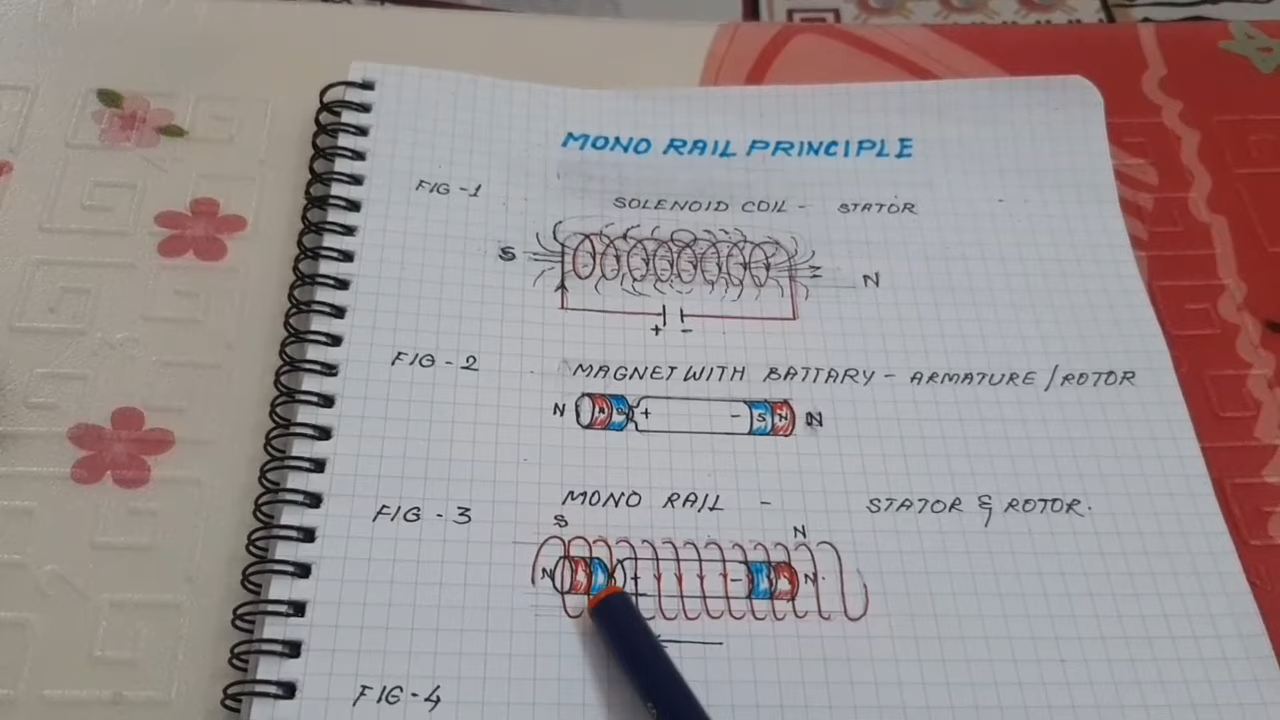 MONO RAIL PRINCIPLE
FIG-1
SOLENOID COIL - STATOR
S
N
+ -
FIG-2
MAGNET WITH BATTARY - ARMATURE/ROTOR
N + - S N N
FIG-3
MONO RAIL - STATOR & ROTOR.
S N
N + - N
FIG-4